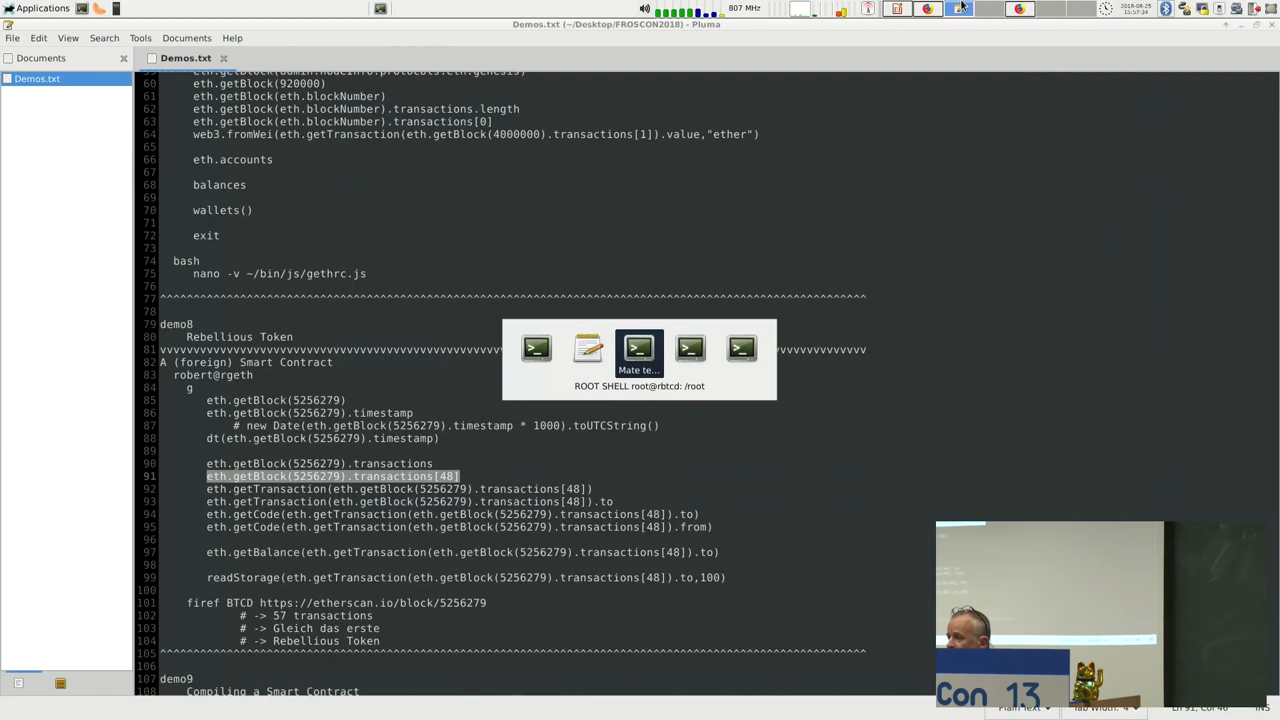 Applications
807 MHz
2018-08-25
15:57:34
Demos.txt (~/Desktop/FROSCON2018) - Pluma
File Edit View Search Tools Documents Help
Documents
Demos.txt
Demos.txt
60 eth.getBlock(920000)
61 eth.getBlock(eth.blockNumber)
62 eth.getBlock(eth.blockNumber).transactions.length
63 eth.getBlock(eth.blockNumber).transactions[0]
64 web3.fromWei(eth.getTransaction(eth.getBlock(4000000).transactions[1]).value,"ether")
65
66 eth.accounts
67
68 balances
69
70 wallets()
71
72 exit
73
74 bash
75 nano -v ~/bin/js/gethrc.js
76
77 ^^^^^^^^^^^^^^^^^^^^^^^^^^^^^^^^^^^^^^^^^^^^^^^^^^^^^^^^^^^^^^^^^^^^^^^^^^^^^^^^^^^^^^^^^^^^^^^^^^^^^^^^^^
78
79 demo8
80 Rebellious Token
81 vvvvvvvvvvvvvvvvvvvvvvvvvvvvvvvvvvvvvvvvvvvvvvvvvvv vvvvvvvvvvvvv
82 A (foreign) Smart Contract
83 robert@rgeth
84 g
85 eth.getBlock(5256279)
86 eth.getBlock(5256279).timestamp
87 # new Date(eth.getBlock(5256279).timestamp * 1000).toUTCString()
88 dt(eth.getBlock(5256279).timestamp)
89
90 eth.getBlock(5256279).transactions
91 eth.getBlock(5256279).transactions[48]
92 eth.getTransaction(eth.getBlock(5256279).transactions[48])
93 eth.getTransaction(eth.getBlock(5256279).transactions[48]).to
94 eth.getCode(eth.getTransaction(eth.getBlock(5256279).transactions[48]).to)
95 eth.getCode(eth.getTransaction(eth.getBlock(5256279).transactions[48]).from)
96
97 eth.getBalance(eth.getTransaction(eth.getBlock(5256279).transactions[48]).to)
98
99 readStorage(eth.getTransaction(eth.getBlock(5256279).transactions[48]).to,100)
100
101 firef BTCD https://etherscan.io/block/5256279
102 # -> 57 transactions
103 # -> Gleich das erste
104 # -> Rebellious Token
105 ^^^^^^^^^^^^^^^^^^^^^^^^^^^^^^^^^^^^^^^^^^^^^^^^^^^^^^^^^^^^^^^^^^^^^^^^^^^^^^^^^^^^^^^^^^^^^^^^^^^^^^^^^^
106
107 demo9
108 Compiling a Smart Contract
Mate te...
ROOT SHELL root@rbtcd: /root
Con 13
INS